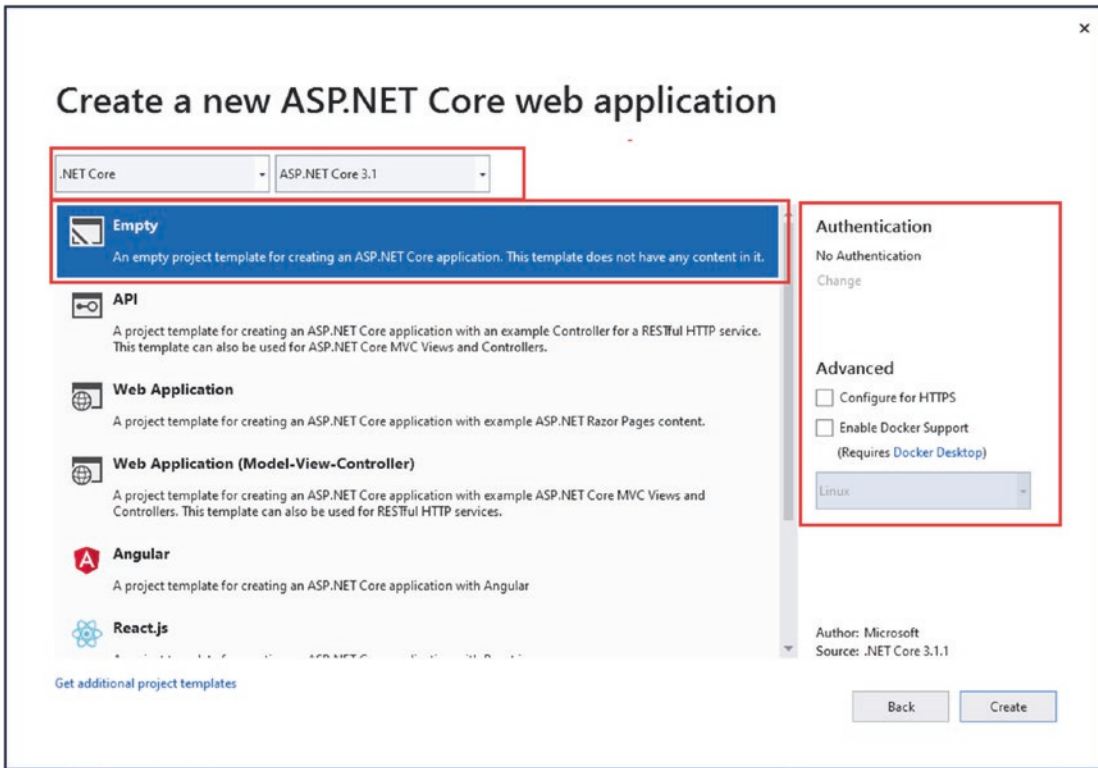 Create a new ASP.NET Core web application
.NET Core
ASP.NET Core 3.1
Empty
An empty project template for creating an ASP.NET Core application. This template does not have any content in it.
API
A project template for creating an ASP.NET Core application with an example Controller for a RESTful HTTP service.
This template can also be used for ASP.NET Core MVC Views and Controllers.
Web Application
A project template for creating an ASP.NET Core application with example ASP.NET Razor Pages content.
Web Application (Model-View-Controller)
A project template for creating an ASP.NET Core application with example ASP.NET Core MVC Views and
Controllers. This template can also be used for RESTful HTTP services.
Angular
A project template for creating an ASP.NET Core application with Angular
React.js
Get additional project templates
Authentication
No Authentication
Change
Advanced
Configure for HTTPS
Enable Docker Support
(Requires Docker Desktop)
Linux
Author: Microsoft
Source: .NET Core 3.1.1
Back
Create